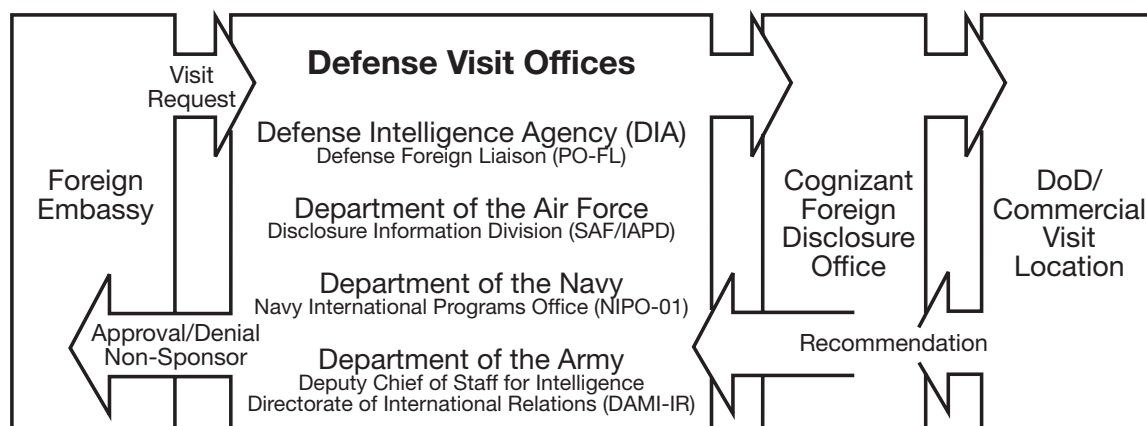 Visit
Request
Foreign
Embassy
Approval/Denial
Non-Sponsor
Defense Visit Offices
Defense Intelligence Agency (DIA)
Defense Foreign Liaison (PO-FL)
Department of the Air Force
Disclosure Information Division (SAF/IAPD)
Department of the Navy
Navy International Programs Office (NIPO-01)
Department of the Army
Deputy Chief of Staff for Intelligence
Directorate of International Relations (DAMI-IR)
Cognizant
Foreign
Disclosure
Office
Recommendation
DoD/
Commercial
Visit
Location